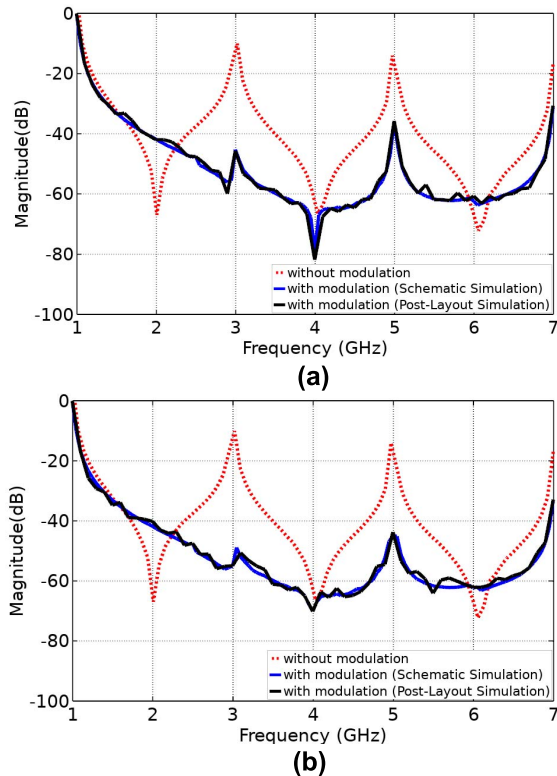 0
-20
-40
-60
-80
-100
Magnitude(dB)
without modulation
with modulation (Schematic Simulation)
with modulation (Post-Layout Simulation)
1 2 3 4 5 6 7
Frequency (GHz)
(a)
0
-20
-40
-60
-80
-100
Magnitude(dB)
without modulation
with modulation (Schematic Simulation)
with modulation (Post-Layout Simulation)
1 2 3 4 5 6 7
Frequency (GHz)
(b)